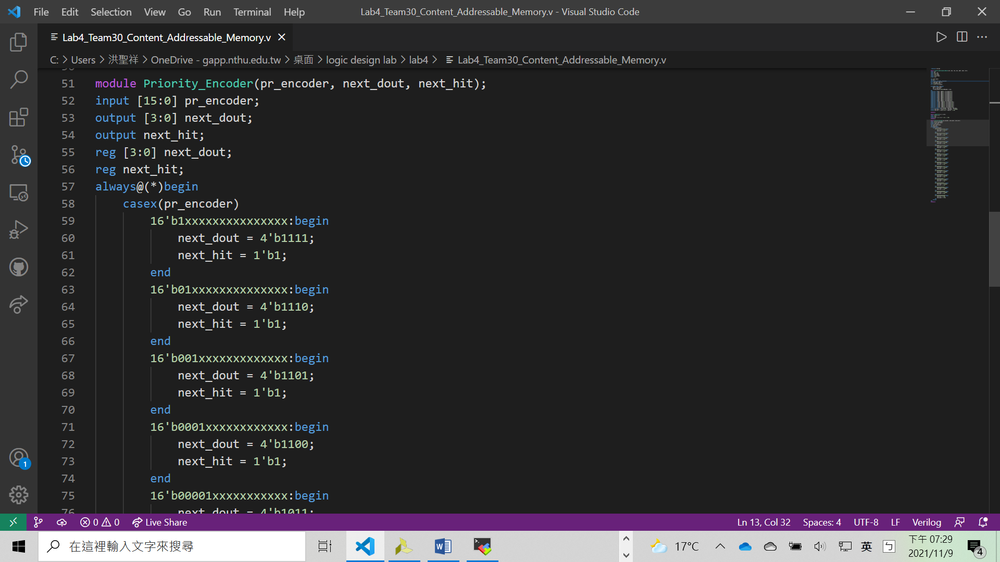 File Edit Selection View Go Run Terminal Help Lab4_Team30_Content_Addressable_Memory.v - Visual Studio Code
Lab4_Team30_Content_Addressable_Memory.v
C: > Users > 洪聖祥 > OneDrive - gapp.nthu.edu.tw > 桌面 > logic design lab > lab4 > Lab4_Team30_Content_Addressable_Memory.v
51 module Priority_Encoder(pr_encoder, next_dout, next_hit);
52 input [15:0] pr_encoder;
53 output [3:0] next_dout;
54 output next_hit;
55 reg [3:0] next_dout;
56 reg next_hit;
57 always@(*)begin
58 casex(pr_encoder)
59 16'b1xxxxxxxxxxxxxxx:begin
60 next_dout = 4'b1111;
61 next_hit = 1'b1;
62 end
63 16'b01xxxxxxxxxxxxxx:begin
64 next_dout = 4'b1110;
65 next_hit = 1'b1;
66 end
67 16'b001xxxxxxxxxxxxx:begin
68 next_dout = 4'b1101;
69 next_hit = 1'b1;
70 end
71 16'b0001xxxxxxxxxxxx:begin
72 next_dout = 4'b1100;
73 next_hit = 1'b1;
74 end
75 16'b00001xxxxxxxxxxx:begin
76 next_dout = 4'b1011;
1
0 0 Live Share Ln 13, Col 32 Spaces: 4 UTF-8 LF Verilog
在這裡輸入文字來搜尋 17°C 英 ㄅ 下午 07:29
2021/11/9 4